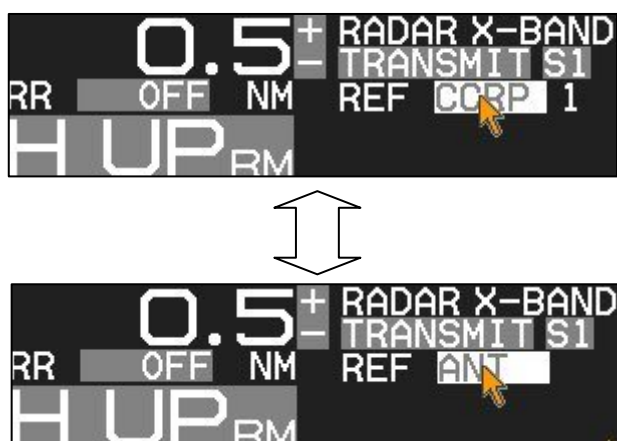 0.5 + RADAR X-BAND
- TRANSMIT S1
RR OFF NM REF CCRP 1
H UP RM
0.5 + RADAR X-BAND
- TRANSMIT S1
RR OFF NM REF ANT
H UP RM